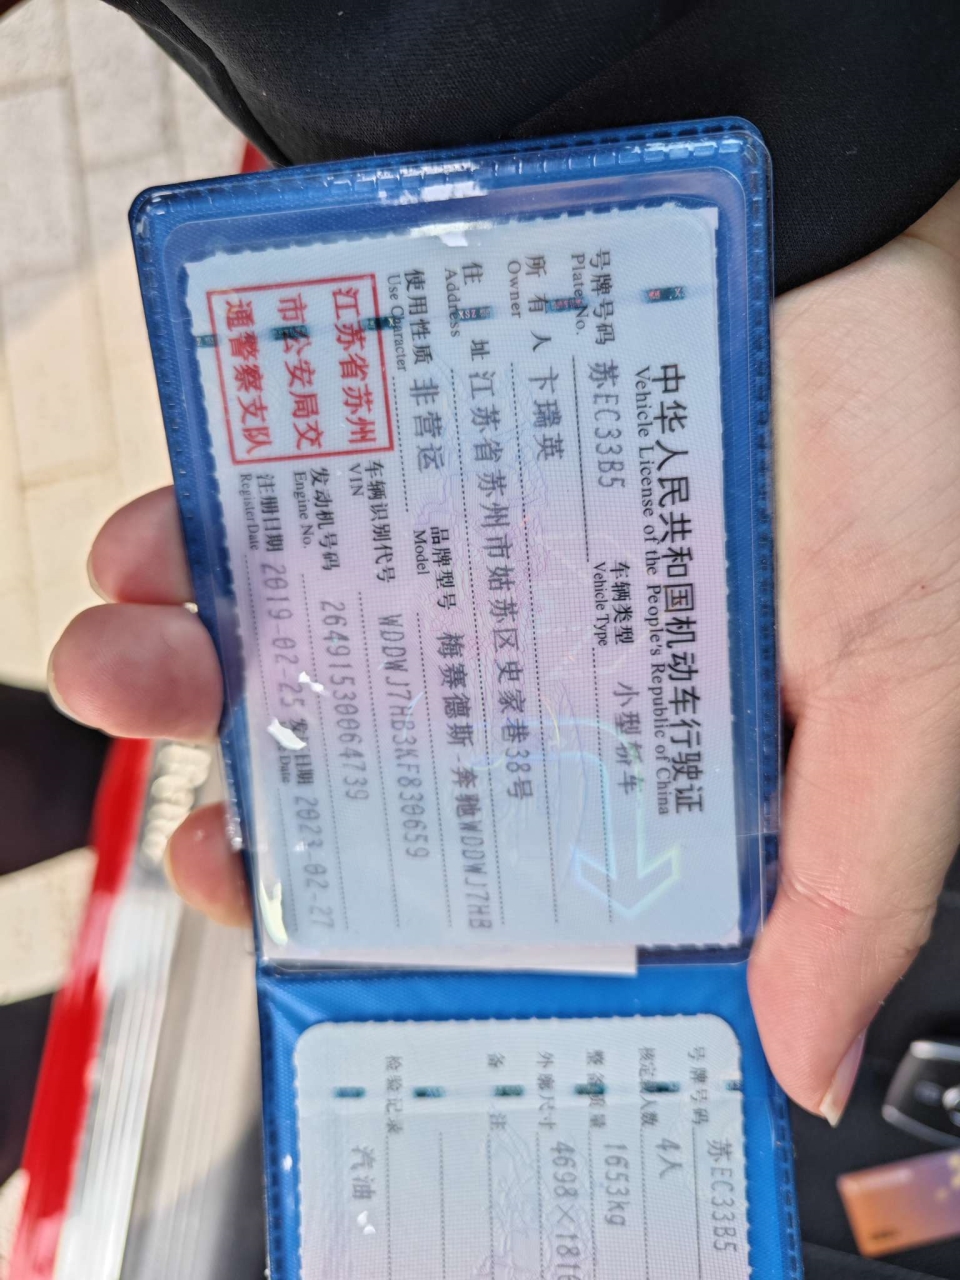 中华人民共和国机动车行驶证
Vehicle License of the People's Republic of China
号牌号码 苏EC33B5 车辆类型 小型轿车
Plate No. Vehicle Type
所有人 卞瑞英
Owner
住址 江苏省苏州市姑苏区史家巷38号
Address
使用性质 非营运 品牌型号 梅赛德斯-奔驰WDDWJ7HB
Use Character Model
江苏省苏州
市公安局交
通警察支队
车辆识别代号 WDDWJ7HB3KF830659
VIN
发动机号码 26491530064739
Engine No.
注册日期 2019-02-25 发证日期 2023-02-27
Register Date Date
号牌号码 苏EC33B5
核定载人数 4人
整备质量 1653kg
外廓尺寸 4698×1816
备注
检验记录
汽油